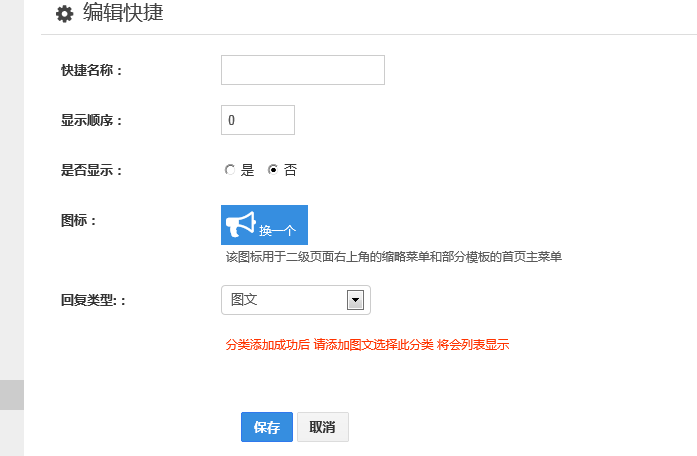 编辑快捷
快捷名称：
显示顺序： 0
是否显示： 是 否
图标： 换一个
该图标用于二级页面右上角的缩略菜单和部分模板的首页主菜单
回复类型:： 图文
分类添加成功后 请添加图文选择此分类 将会列表显示
保存 取消